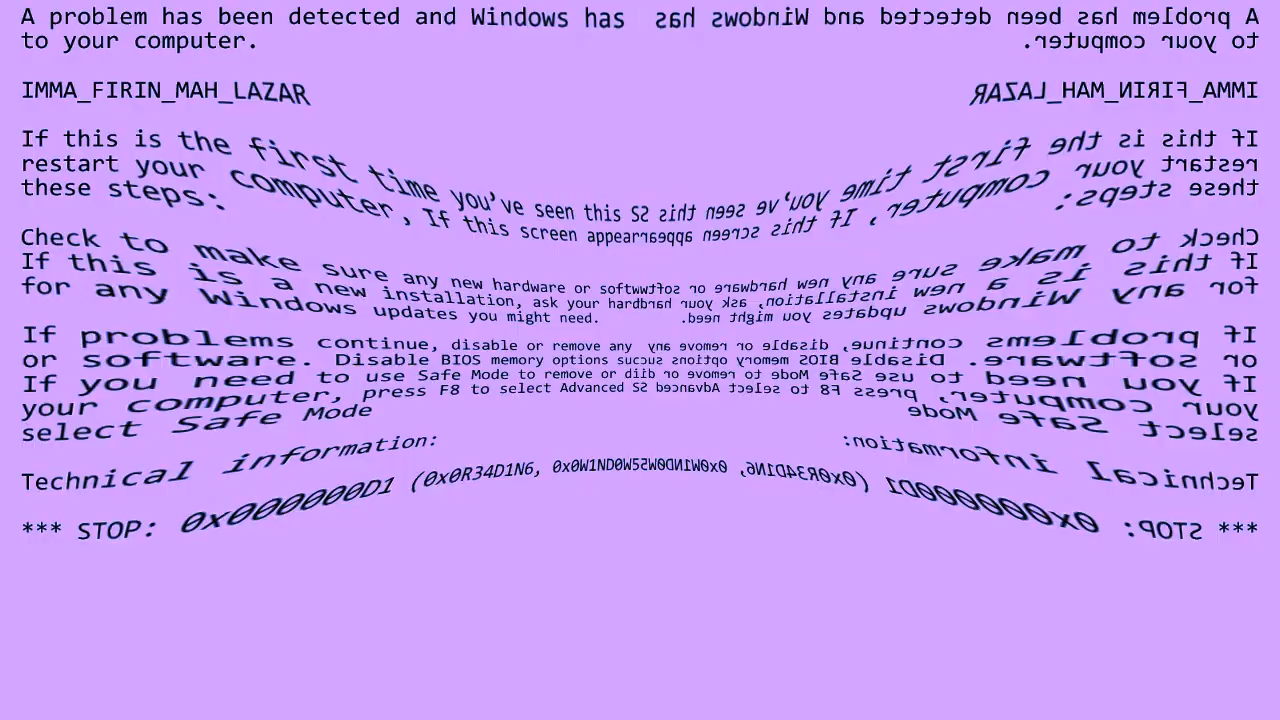 A problem has been detected and Windows has
to your computer.
IMMA_FIRIN_MAH_LAZAR
If this is the first time you've seen this S
restart your computer, If this screen appear
these steps:
Check to make sure any new hardware or softw
If this is a new installation, ask your hard
for any Windows updates you might need.
If problems continue, disable or remove any
or software. Disable BIOS memory options suc
If you need to use Safe Mode to remove or di
your computer, press F8 to select Advanced S
select Safe Mode
Technical information:
*** STOP: 0x000000D1 (0x0R34D1N6, 0x0W1ND0W5